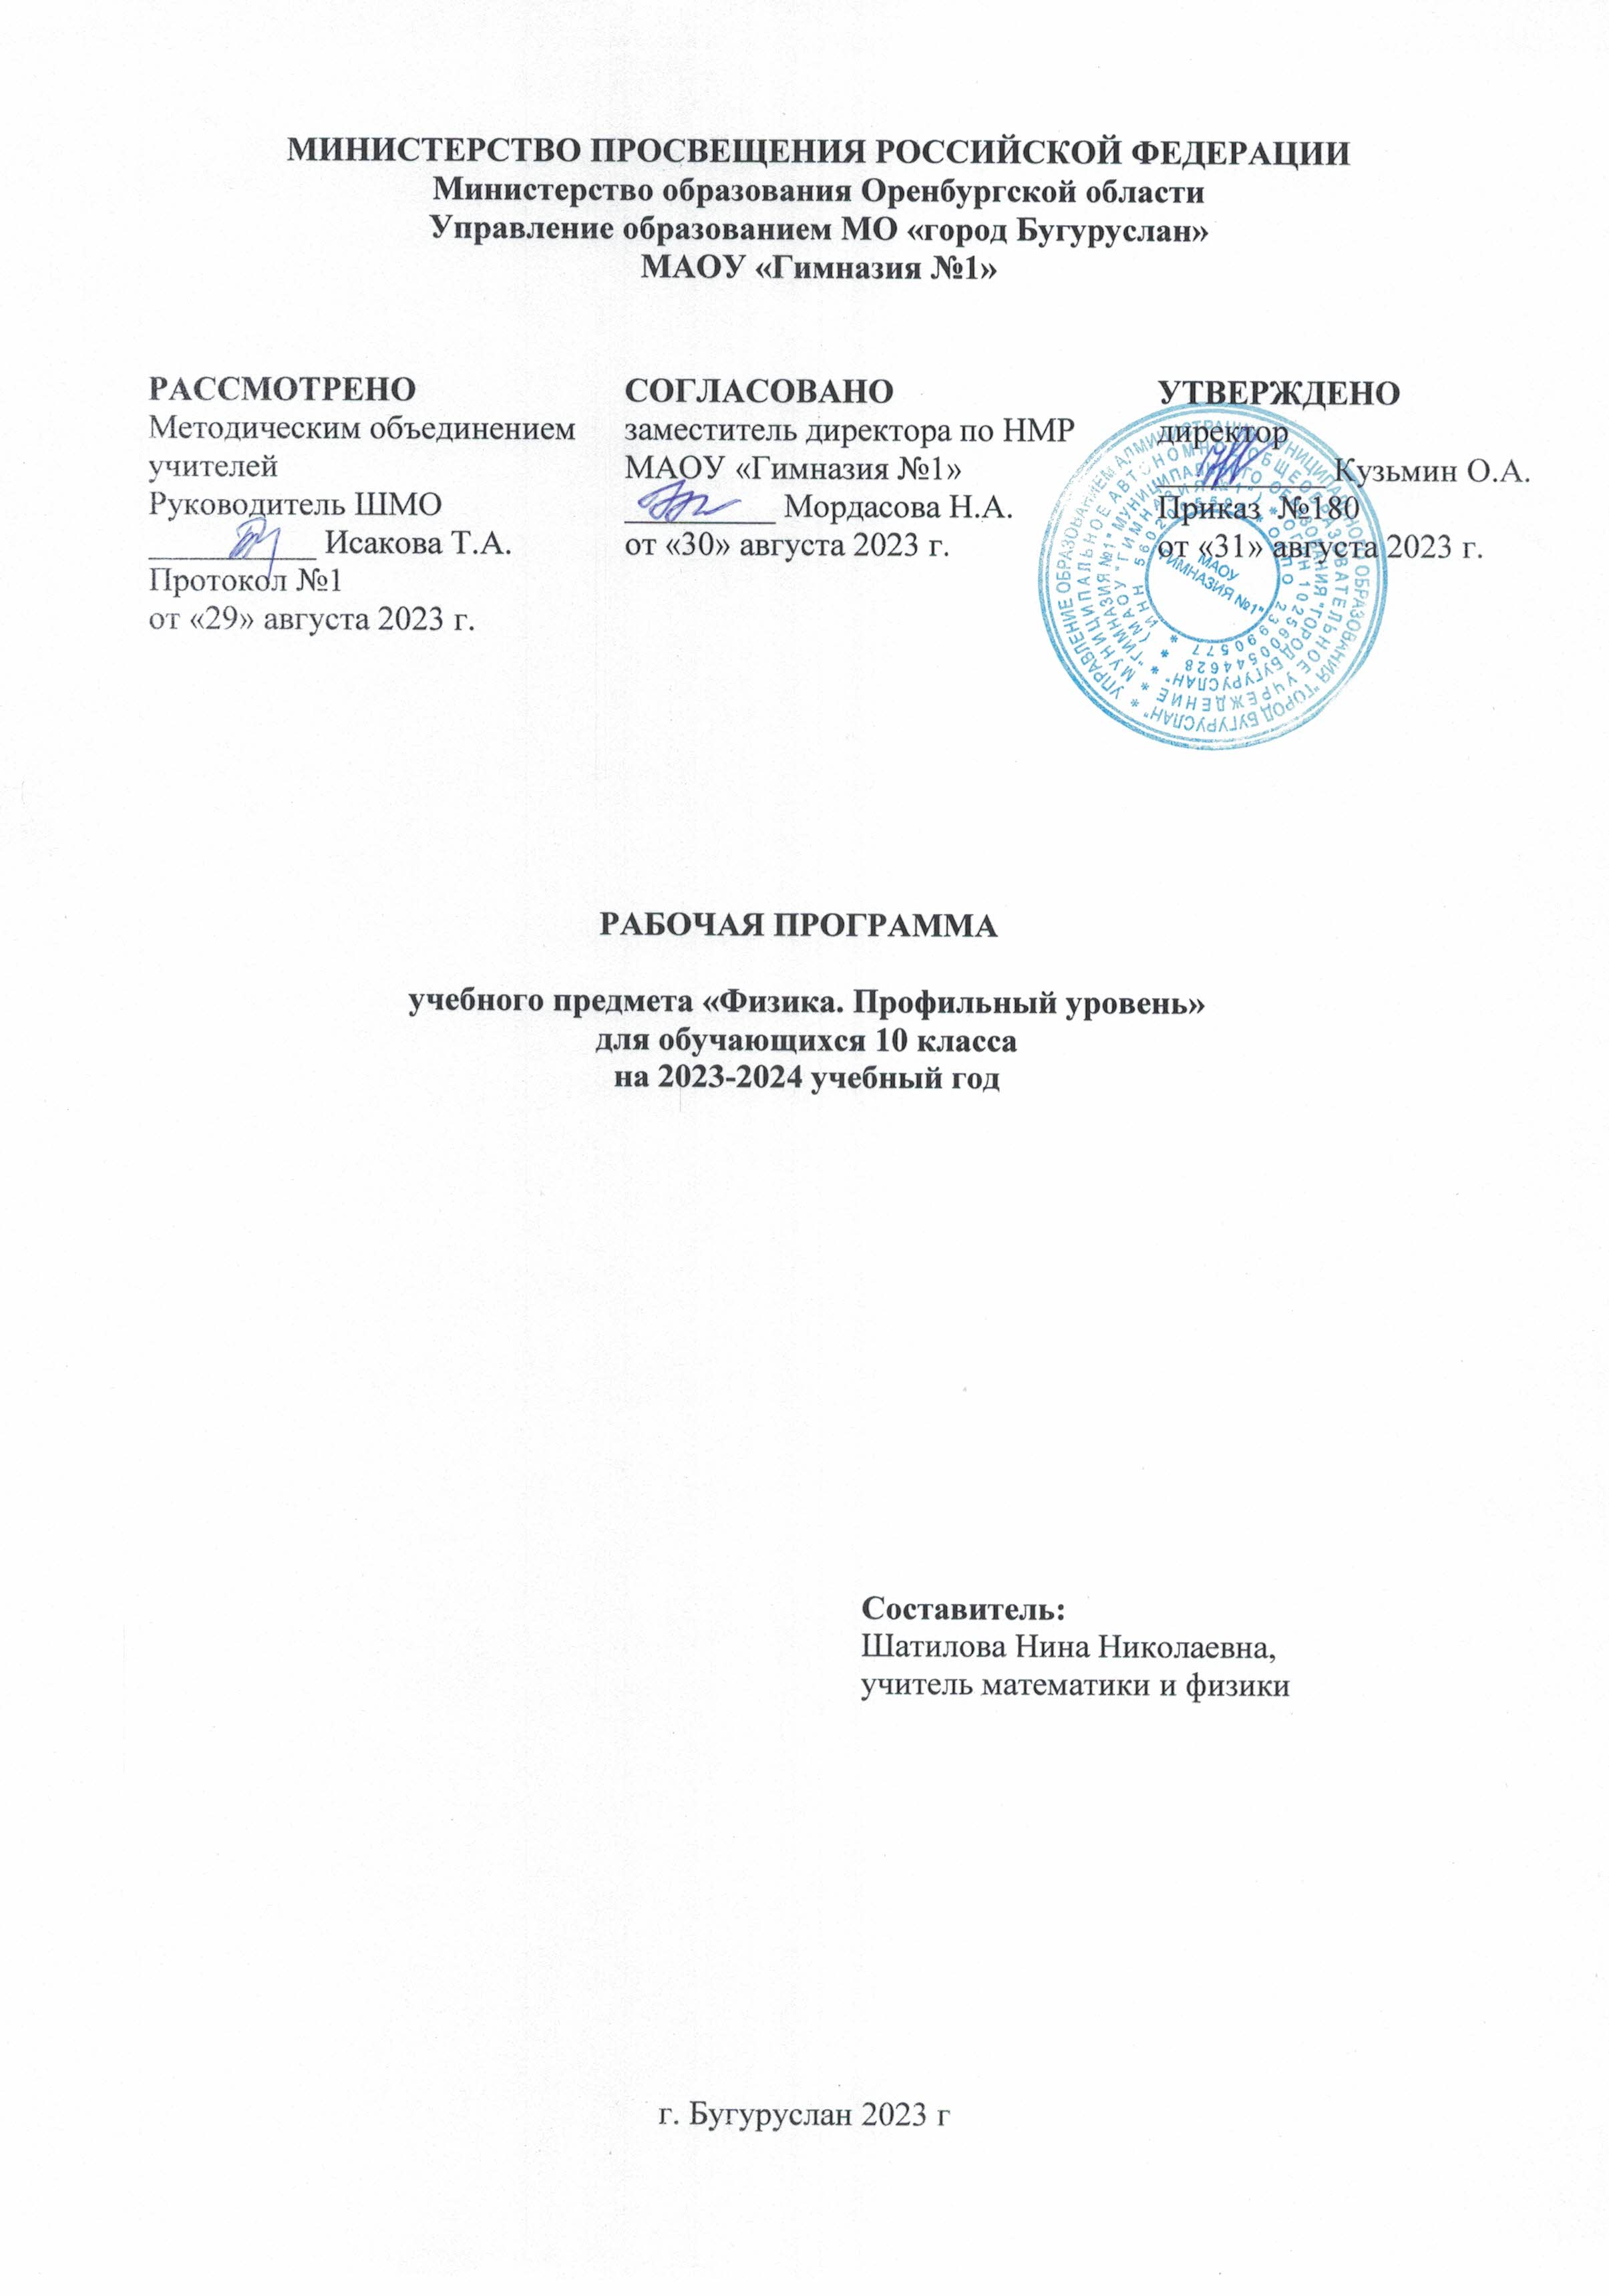 МИНИСТЕРСТВО ПРОСВЕЩЕНИЯ РОССИЙСКОЙ ФЕДЕРАЦИИ
Министерство образования Оренбургской области
Управление образованием МО «город Бугуруслан»
МАОУ «Гимназия №1»
РАССМОТРЕНО
Методическим объединением
учителей
Руководитель ШМО
Исакова Т.А.
Протокол №1
от «29» августа 2023 г.
СОГЛАСОВАНО
заместитель директора по НМР
МАОУ «Гимназия №1»
Мордасова Н.А.
от «30» августа 2023 г.
УТВЕРЖДЕНО
директор
Кузьмин О.А.
Приказ №180
от «31» августа 2023 г.
МАОУ
"ГИМНАЗИЯ №1"
РАБОЧАЯ ПРОГРАММА
учебного предмета «Физика. Профильный уровень»
для обучающихся 10 класса
на 2023-2024 учебный год
Составитель:
Шатилова Нина Николаевна,
учитель математики и физики
г. Бугуруслан 2023 г